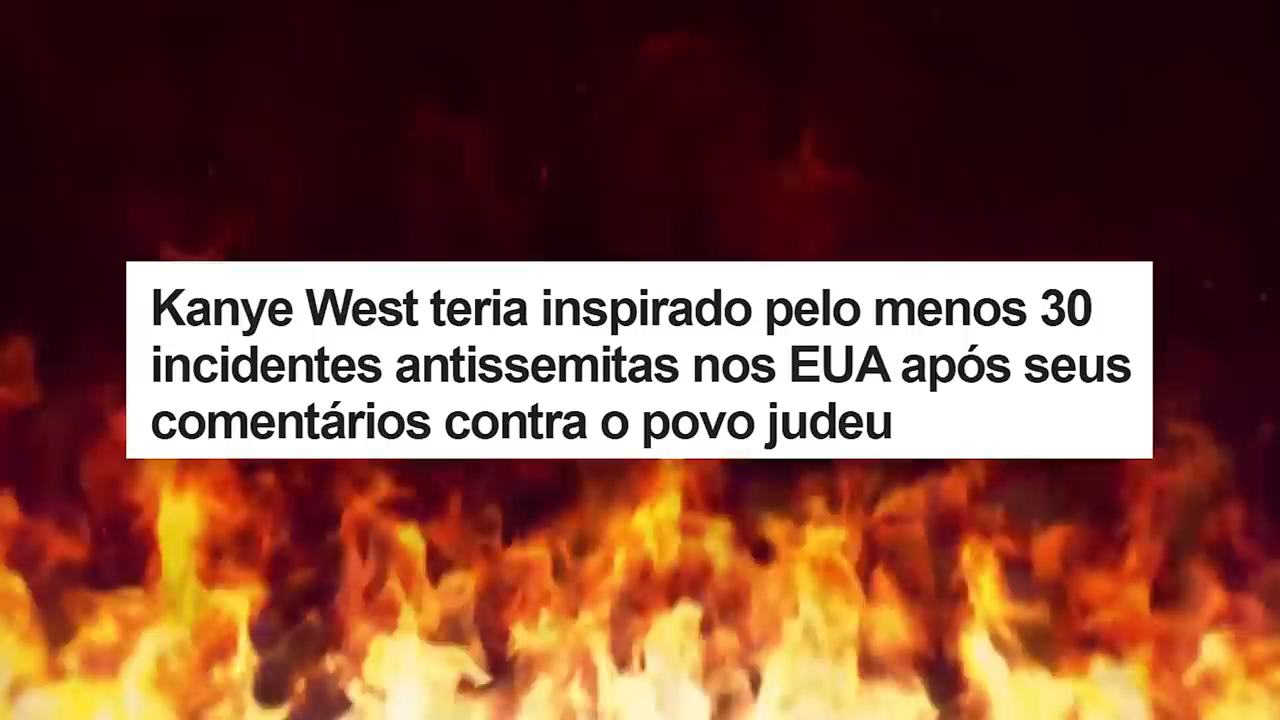 Kanye West teria inspirado pelo menos 30
incidentes antissemitas nos EUA após seus
comentários contra o povo judeu